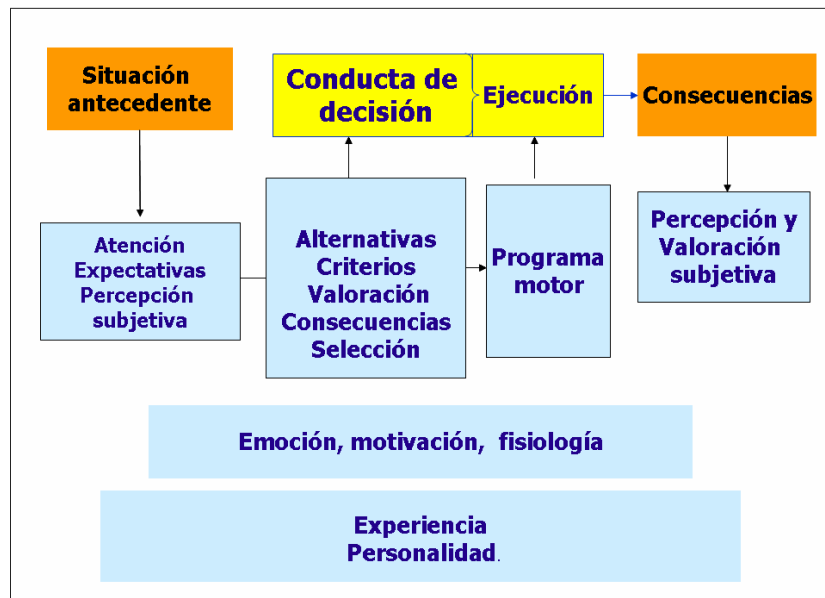 Situación
antecedente
Conducta de
decisión
Ejecución
Consecuencias
Atención
Expectativas
Percepción
subjetiva
Alternativas
Criterios
Valoración
Consecuencias
Selección
Programa
motor
Percepción y
Valoración
subjetiva
Emoción, motivación, fisiología
Experiencia
Personalidad.